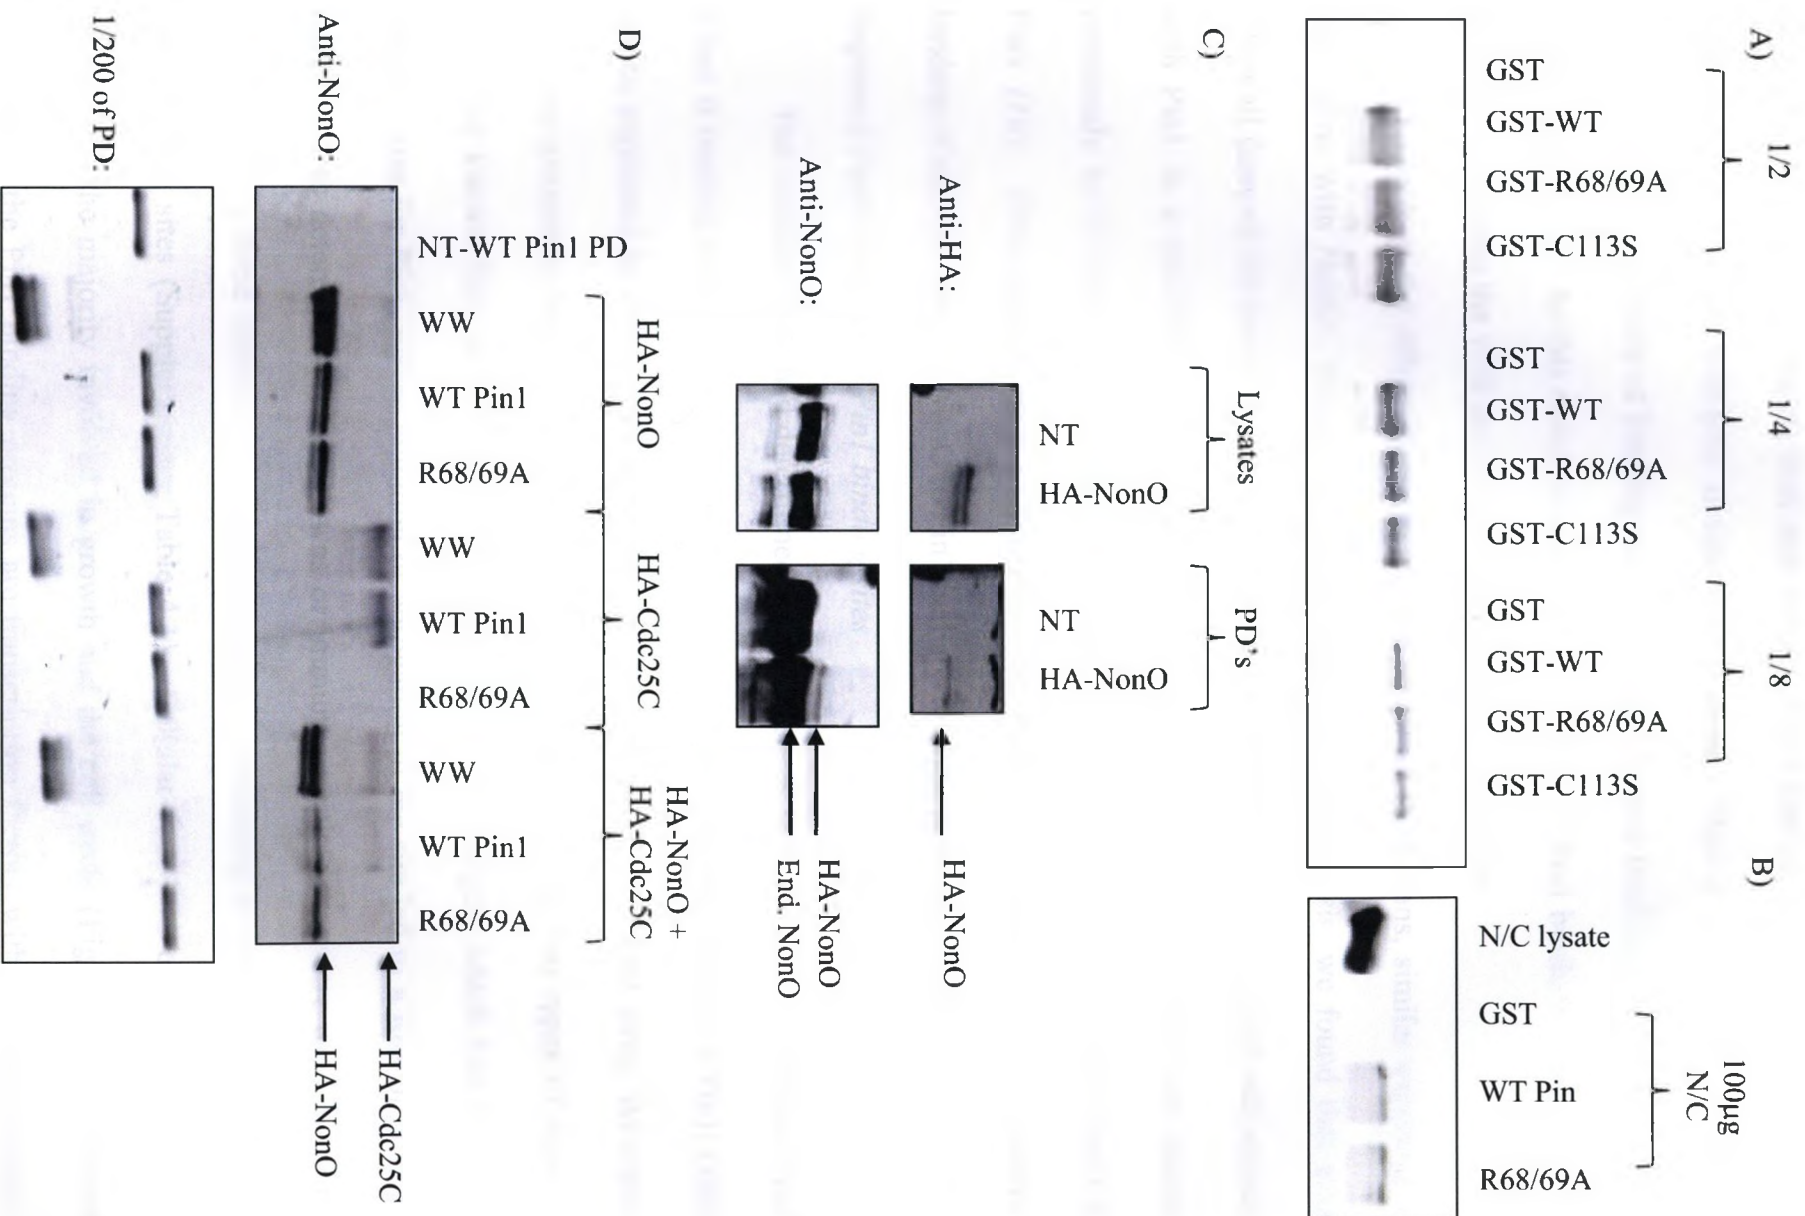 A)
1/2
1/4
1/8
GST
GST-WT
GST-R68/69A
GST-C113S
GST
GST-WT
GST-R68/69A
GST-C113S
GST
GST-WT
GST-R68/69A
GST-C113S
B)
100μg
N/C
N/C lysate
GST
WT Pin
R68/69A
C)
Lysates
PD's
NT
HA-NonO
NT
HA-NonO
Anti-HA:
HA-NonO
Anti-NonO:
HA-NonO
End. NonO
D)
HA-NonO
HA-Cdc25C
HA-NonO +
HA-Cdc25C
NT-WT Pin1 PD
WW
WT Pin1
R68/69A
WW
WT Pin1
R68/69A
WW
WT Pin1
R68/69A
Anti-NonO:
HA-Cdc25C
HA-NonO
1/200 of PD: